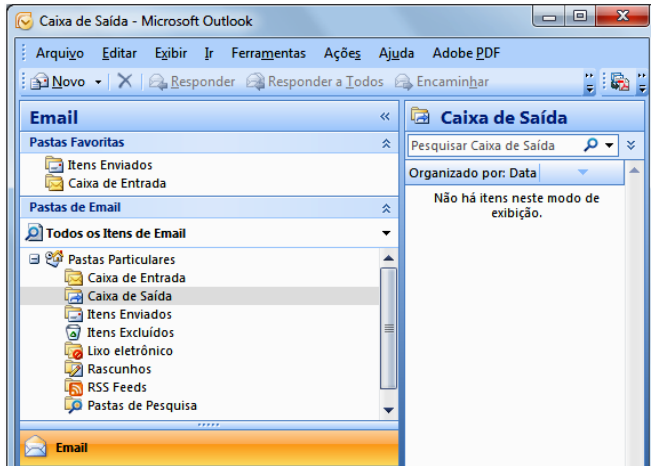 Caixa de Saída - Microsoft Outlook
Arquivo Editar Exibir Ir Ferramentas Ações Ajuda Adobe PDF
Novo Responder Responder a Todos Encaminhar
Email
Pastas Favoritas
Itens Enviados
Caixa de Entrada
Pastas de Email
Todos os Itens de Email
Pastas Particulares
Caixa de Entrada
Caixa de Saída
Itens Enviados
Itens Excluídos
Lixo eletrônico
Rascunhos
RSS Feeds
Pastas de Pesquisa
Email
Caixa de Saída
Pesquisar Caixa de Saída
Organizado por: Data
Não há itens neste modo de
exibição.